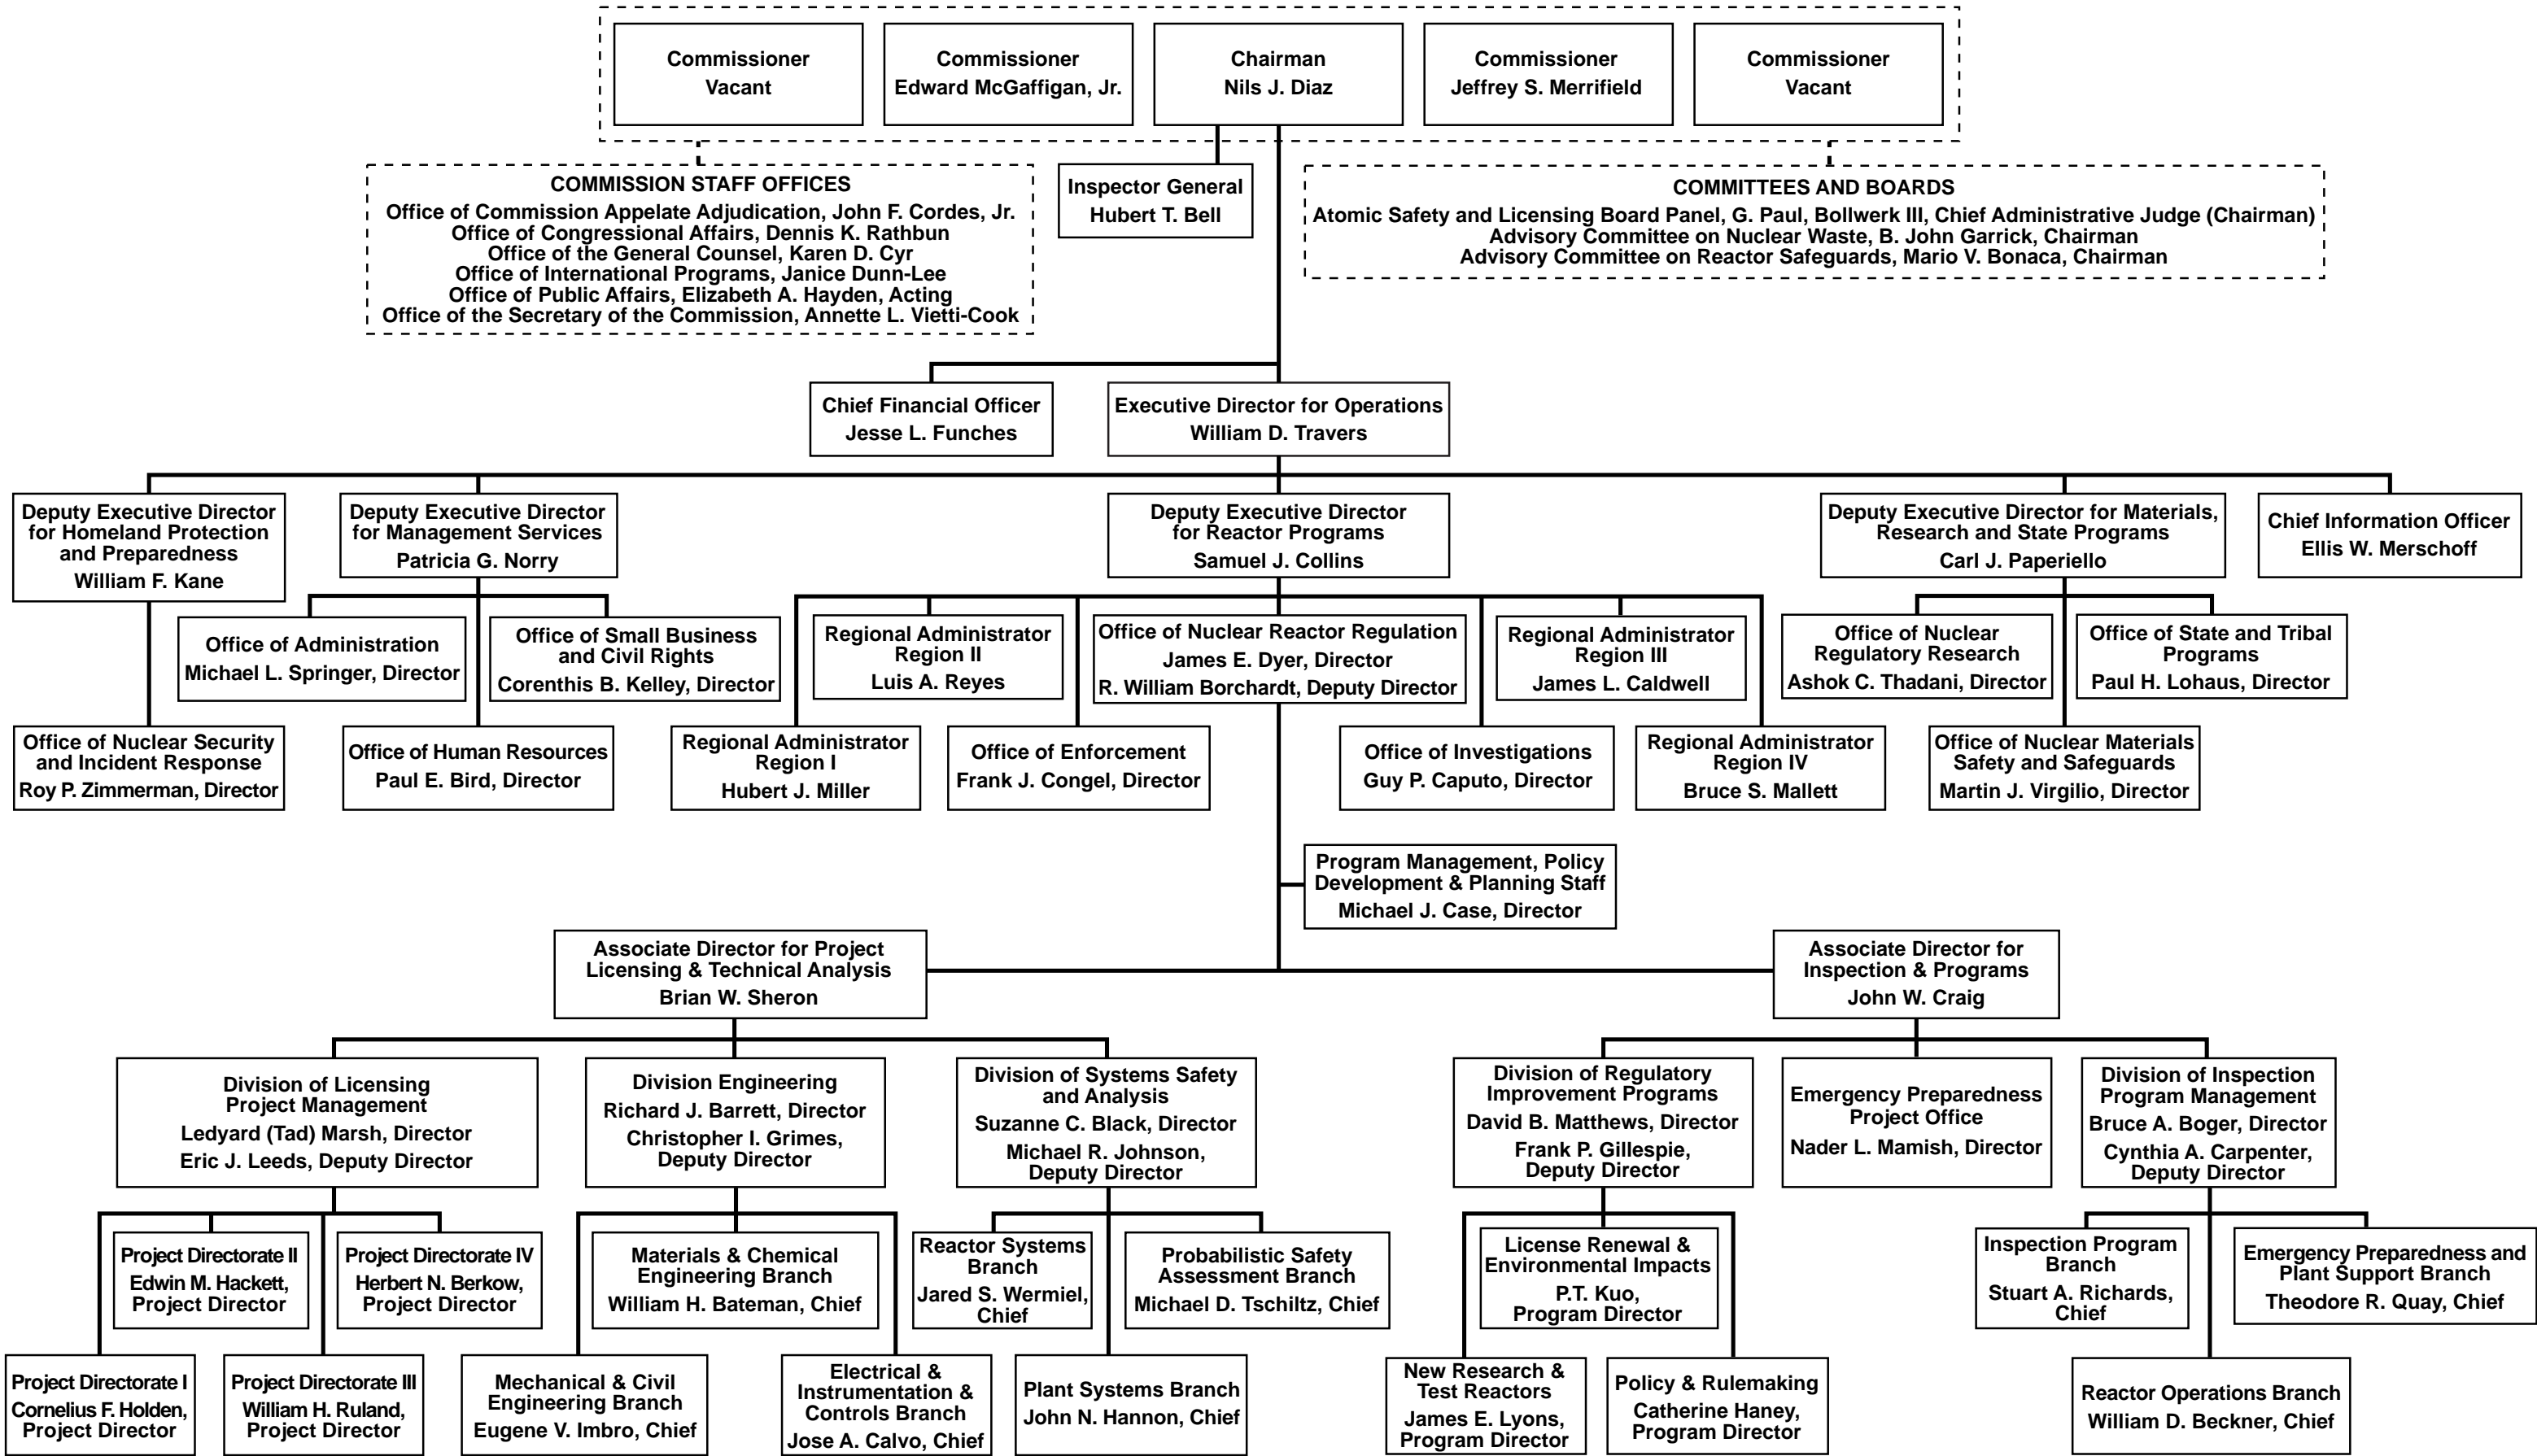 Commissioner
Vacant
Commissioner
Edward McGaffigan, Jr.
Chairman
Nils J. Diaz
Commissioner
Jeffrey S. Merrifield
Commissioner
Vacant
COMMISSION STAFF OFFICES
Office of Commission Appelate Adjudication, John F. Cordes, Jr.
Office of Congressional Affairs, Dennis K. Rathbun
Office of the General Counsel, Karen D. Cyr
Office of International Programs, Janice Dunn-Lee
Office of Public Affairs, Elizabeth A. Hayden, Acting
Office of the Secretary of the Commission, Annette L. Vietti-Cook
Inspector General
Hubert T. Bell
COMMITTEES AND BOARDS
Atomic Safety and Licensing Board Panel, G. Paul, Bollwerk III, Chief Administrative Judge (Chairman)
Advisory Committee on Nuclear Waste, B. John Garrick, Chairman
Advisory Committee on Reactor Safeguards, Mario V. Bonaca, Chairman
Chief Financial Officer
Jesse L. Funches
Executive Director for Operations
William D. Travers
Deputy Executive Director
for Homeland Protection
and Preparedness
William F. Kane
Deputy Executive Director
for Management Services
Patricia G. Norry
Deputy Executive Director
for Reactor Programs
Samuel J. Collins
Deputy Executive Director for Materials,
Research and State Programs
Carl J. Paperiello
Chief Information Officer
Ellis W. Merschoff
Office of Administration
Michael L. Springer, Director
Office of Small Business
and Civil Rights
Corenthis B. Kelley, Director
Regional Administrator
Region II
Luis A. Reyes
Office of Nuclear Reactor Regulation
James E. Dyer, Director
R. William Borchardt, Deputy Director
Regional Administrator
Region III
James L. Caldwell
Office of Nuclear
Regulatory Research
Ashok C. Thadani, Director
Office of State and Tribal
Programs
Paul H. Lohaus, Director
Office of Nuclear Security
and Incident Response
Roy P. Zimmerman, Director
Office of Human Resources
Paul E. Bird, Director
Regional Administrator
Region I
Hubert J. Miller
Office of Enforcement
Frank J. Congel, Director
Office of Investigations
Guy P. Caputo, Director
Regional Administrator
Region IV
Bruce S. Mallett
Office of Nuclear Materials
Safety and Safeguards
Martin J. Virgilio, Director
Program Management, Policy
Development & Planning Staff
Michael J. Case, Director
Associate Director for Project
Licensing & Technical Analysis
Brian W. Sheron
Associate Director for
Inspection & Programs
John W. Craig
Division of Licensing
Project Management
Ledyard (Tad) Marsh, Director
Eric J. Leeds, Deputy Director
Division Engineering
Richard J. Barrett, Director
Christopher I. Grimes,
Deputy Director
Division of Systems Safety
and Analysis
Suzanne C. Black, Director
Michael R. Johnson,
Deputy Director
Division of Regulatory
Improvement Programs
David B. Matthews, Director
Frank P. Gillespie,
Deputy Director
Emergency Preparedness
Project Office
Nader L. Mamish, Director
Division of Inspection
Program Management
Bruce A. Boger, Director
Cynthia A. Carpenter,
Deputy Director
Project Directorate II
Edwin M. Hackett,
Project Director
Project Directorate IV
Herbert N. Berkow,
Project Director
Materials & Chemical
Engineering Branch
William H. Bateman, Chief
Reactor Systems
Branch
Jared S. Wermiel,
Chief
Probabilistic Safety
Assessment Branch
Michael D. Tschiltz, Chief
License Renewal &
Environmental Impacts
P.T. Kuo,
Program Director
Inspection Program
Branch
Stuart A. Richards,
Chief
Emergency Preparedness and
Plant Support Branch
Theodore R. Quay, Chief
Project Directorate I
Cornelius F. Holden,
Project Director
Project Directorate III
William H. Ruland,
Project Director
Mechanical & Civil
Engineering Branch
Eugene V. Imbro, Chief
Electrical &
Instrumentation &
Controls Branch
Jose A. Calvo, Chief
Plant Systems Branch
John N. Hannon, Chief
New Research &
Test Reactors
James E. Lyons,
Program Director
Policy & Rulemaking
Catherine Haney,
Program Director
Reactor Operations Branch
William D. Beckner, Chief